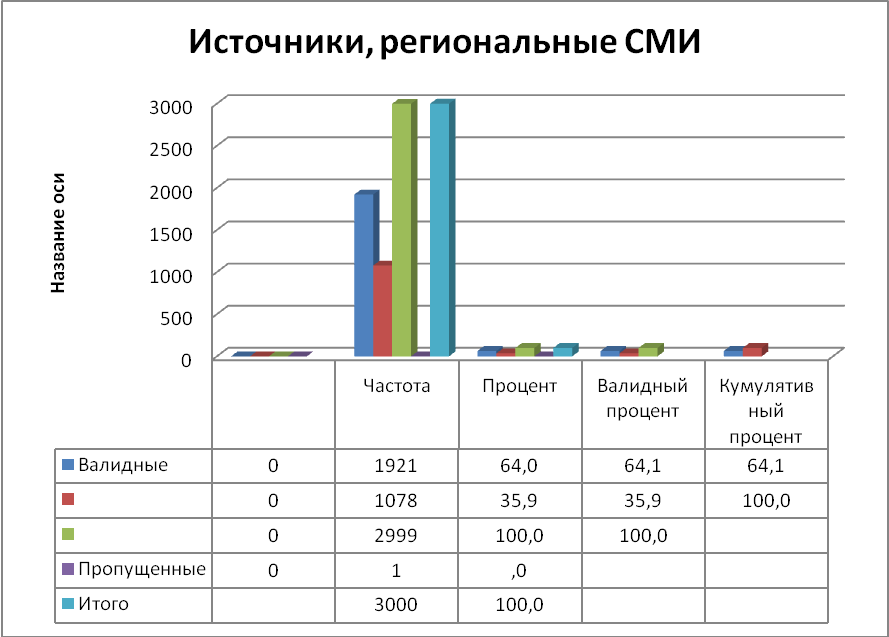 Источники, региональные СМИ
Название оси
3000
2500
2000
1500
1000
500
0
Частота Процент Валидный Кумулятив
процент ный
процент
Валидные 0 1921 64,0 64,1 64,1
0 1078 35,9 35,9 100,0
0 2999 100,0 100,0
Пропущенные 0 1 ,0
Итого 3000 100,0